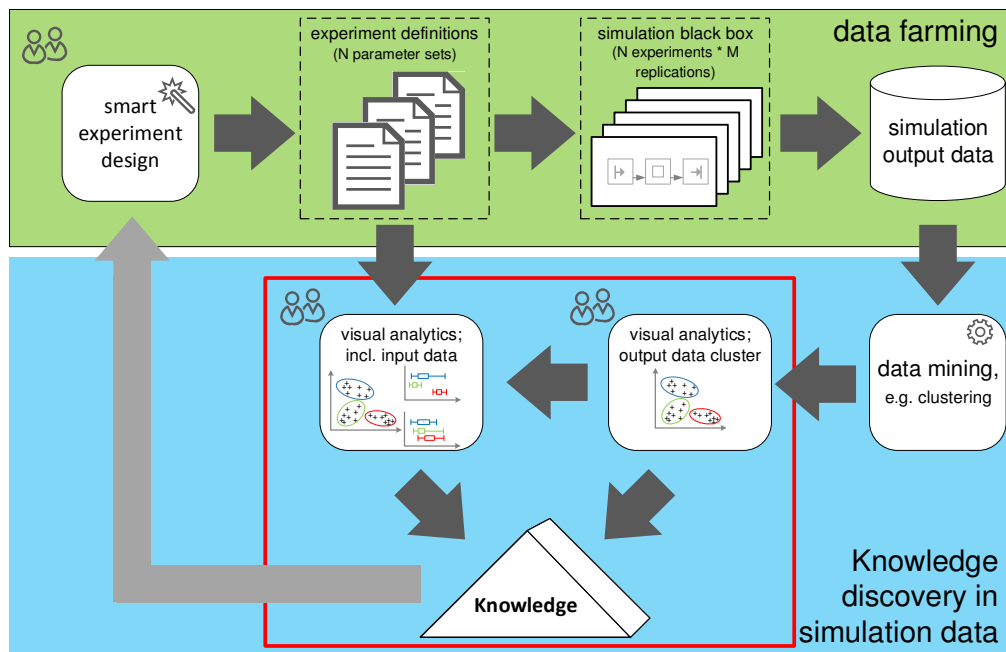 data farming
experiment definitions
(N parameter sets)
simulation black box
(N experiments * M
replications)
smart
experiment
design
simulation
output data
visual analytics;
incl. input data
visual analytics;
output data cluster
data mining,
e.g. clustering
Knowledge
Knowledge
discovery in
simulation data